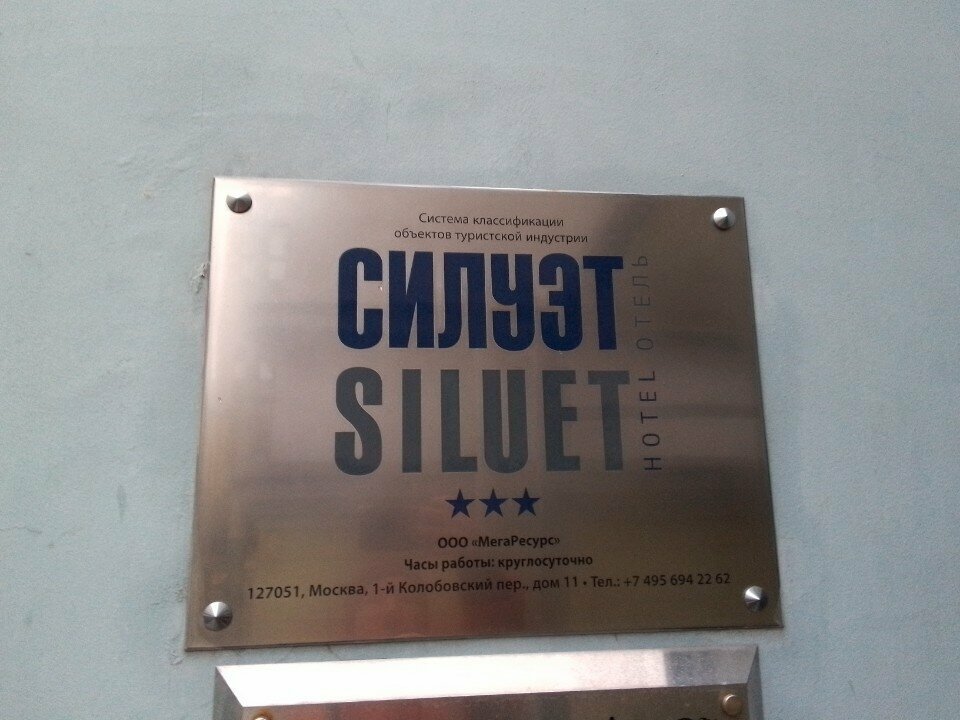 Система классификации
объектов туристской индустрии
СИЛУЭТ
SILUET
HOTEL ОТЕЛЬ
★★★
ООО «МегаРесурс»
Часы работы: круглосуточно
127051, Москва, 1-й Колобовский пер., дом 11 • Тел.: +7 495 694 22 62